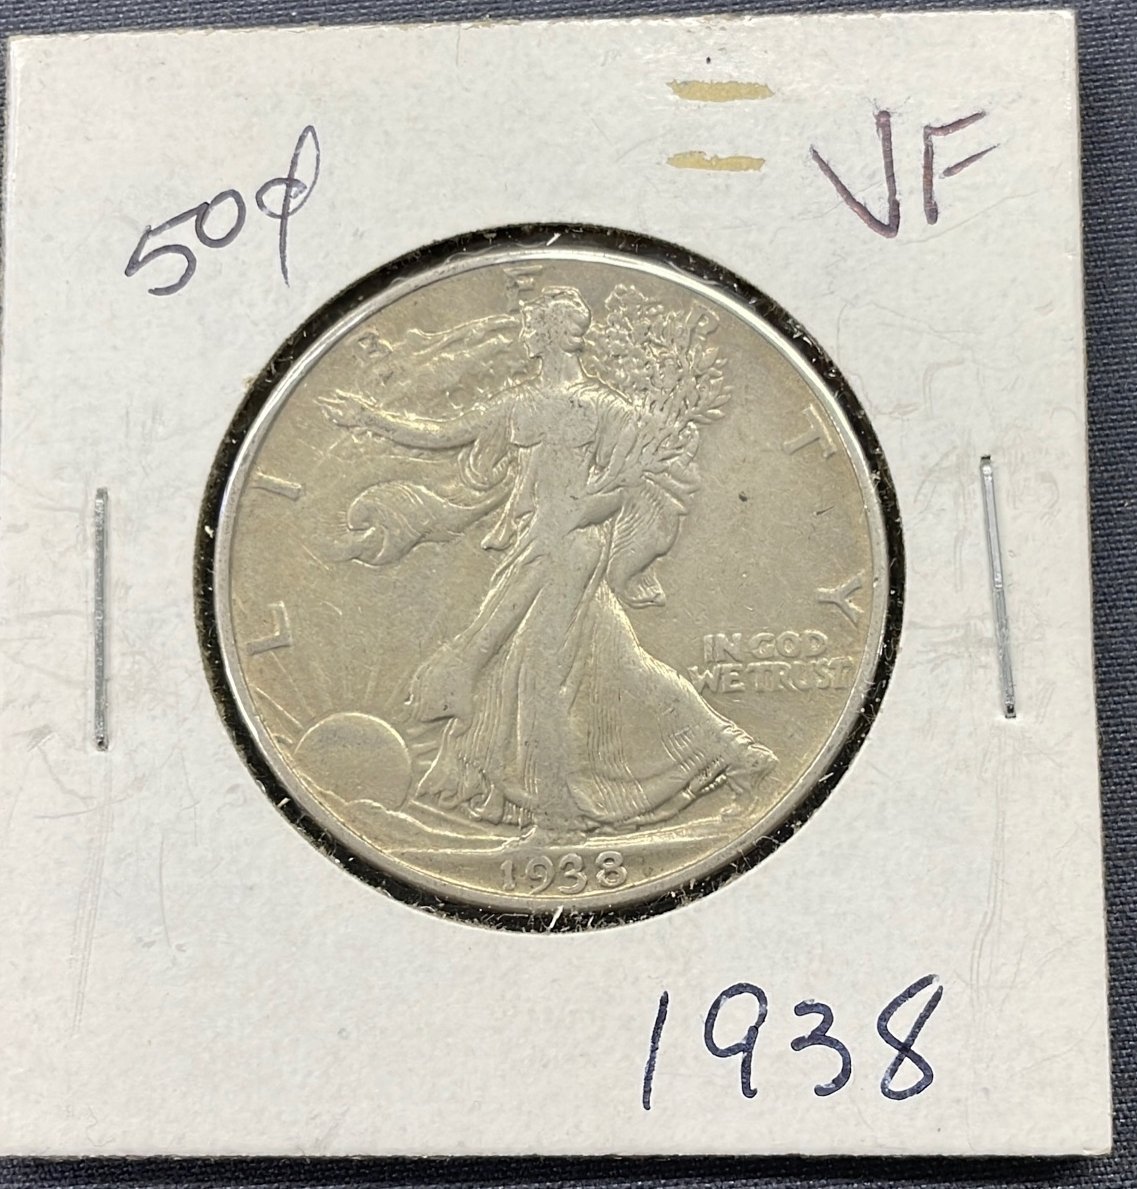 50¢
VF
LIBERTY
IN GOD
WE TRUST
1938
1938